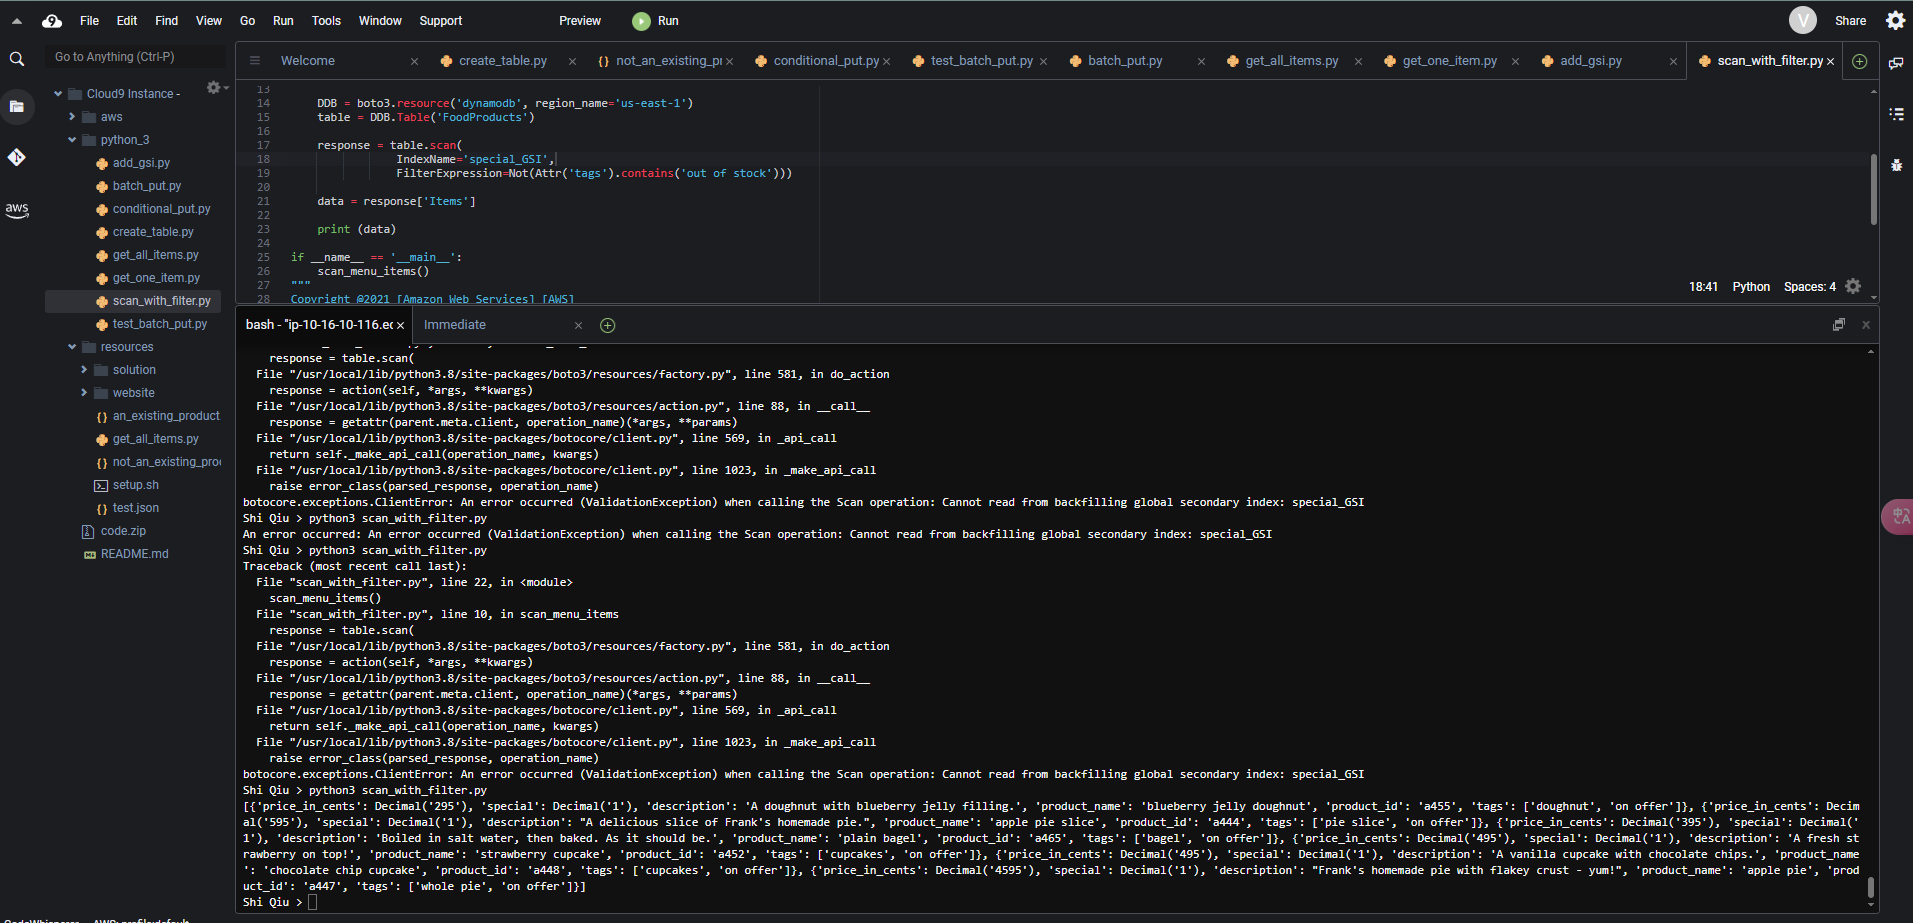 File Edit Find View Go Run Tools Window Support Preview Run V Share
Go to Anything (Ctrl-P)
Welcome create_table.py not_an_existing_pr conditional_put.py test_batch_put.py batch_put.py get_all_items.py get_one_item.py add_gsi.py scan_with_filter.py
Cloud9 Instance -
aws
python_3
add_gsi.py
batch_put.py
conditional_put.py
create_table.py
get_all_items.py
get_one_item.py
scan_with_filter.py
test_batch_put.py
resources
solution
website
an_existing_product
get_all_items.py
not_an_existing_pro
setup.sh
test.json
code.zip
README.md
aws
13
14 DDB = boto3.resource('dynamodb', region_name='us-east-1')
15 table = DDB.Table('FoodProducts')
16
17 response = table.scan(
18 IndexName='special_GSI',
19 FilterExpression=Not(Attr('tags').contains('out of stock')))
20
21 data = response['Items']
22
23 print (data)
24
25 if __name__ == '__main__':
26 scan_menu_items()
27 """
28 Copyright @2021 [Amazon Web Services] [AWS]
18:41 Python Spaces: 4
bash - "ip-10-16-10-116.ec Immediate
response = table.scan(
File "/usr/local/lib/python3.8/site-packages/boto3/resources/factory.py", line 581, in do_action
response = action(self, *args, **kwargs)
File "/usr/local/lib/python3.8/site-packages/boto3/resources/action.py", line 88, in __call__
response = getattr(parent.meta.client, operation_name)(*args, **params)
File "/usr/local/lib/python3.8/site-packages/botocore/client.py", line 569, in _api_call
return self._make_api_call(operation_name, kwargs)
File "/usr/local/lib/python3.8/site-packages/botocore/client.py", line 1023, in _make_api_call
raise error_class(parsed_response, operation_name)
botocore.exceptions.ClientError: An error occurred (ValidationException) when calling the Scan operation: Cannot read from backfilling global secondary index: special_GSI
Shi Qiu > python3 scan_with_filter.py
An error occurred: An error occurred (ValidationException) when calling the Scan operation: Cannot read from backfilling global secondary index: special_GSI
Shi Qiu > python3 scan_with_filter.py
Traceback (most recent call last):
File "scan_with_filter.py", line 22, in <module>
scan_menu_items()
File "scan_with_filter.py", line 10, in scan_menu_items
response = table.scan(
File "/usr/local/lib/python3.8/site-packages/boto3/resources/factory.py", line 581, in do_action
response = action(self, *args, **kwargs)
File "/usr/local/lib/python3.8/site-packages/boto3/resources/action.py", line 88, in __call__
response = getattr(parent.meta.client, operation_name)(*args, **params)
File "/usr/local/lib/python3.8/site-packages/botocore/client.py", line 569, in _api_call
return self._make_api_call(operation_name, kwargs)
File "/usr/local/lib/python3.8/site-packages/botocore/client.py", line 1023, in _make_api_call
raise error_class(parsed_response, operation_name)
botocore.exceptions.ClientError: An error occurred (ValidationException) when calling the Scan operation: Cannot read from backfilling global secondary index: special_GSI
Shi Qiu > python3 scan_with_filter.py
[{'price_in_cents': Decimal('295'), 'special': Decimal('1'), 'description': 'A doughnut with blueberry jelly filling.', 'product_name': 'blueberry jelly doughnut', 'product_id': 'a455', 'tags': ['doughnut', 'on offer']}, {'price_in_cents': Decim
al('595'), 'special': Decimal('1'), 'description': "A delicious slice of Frank's homemade pie.", 'product_name': 'apple pie slice', 'product_id': 'a444', 'tags': ['pie slice', 'on offer']}, {'price_in_cents': Decimal('395'), 'special': Decimal('
1'), 'description': 'Boiled in salt water, then baked. As it should be.', 'product_name': 'plain bagel', 'product_id': 'a465', 'tags': ['bagel', 'on offer']}, {'price_in_cents': Decimal('495'), 'special': Decimal('1'), 'description': 'A fresh st
rawberry on top!', 'product_name': 'strawberry cupcake', 'product_id': 'a452', 'tags': ['cupcakes', 'on offer']}, {'price_in_cents': Decimal('495'), 'special': Decimal('1'), 'description': 'A vanilla cupcake with chocolate chips.', 'product_name
': 'chocolate chip cupcake', 'product_id': 'a448', 'tags': ['cupcakes', 'on offer']}, {'price_in_cents': Decimal('4595'), 'special': Decimal('1'), 'description': "Frank's homemade pie with flakey crust - yum!", 'product_name': 'apple pie', 'prod
uct_id': 'a447', 'tags': ['whole pie', 'on offer']}]
Shi Qiu >
中A